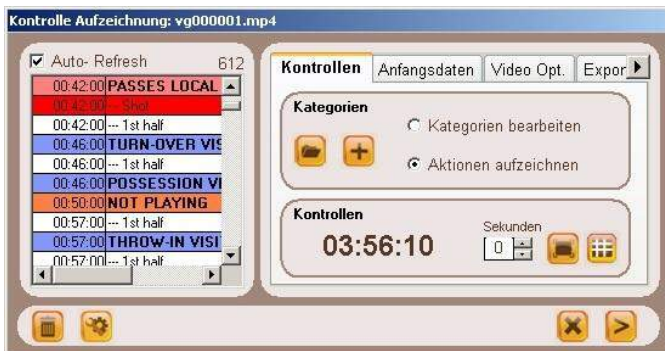 Kontrolle Aufzeichnung: vg000001.mp4
Auto- Refresh 612
00:42:00 PASSES LOCAL
00:42:00 --- Shot
00:42:00 --- 1st half
00:46:00 TURN-OVER VIS
00:46:00 --- 1st half
00:46:00 POSSESSION VI
00:50:00 NOT PLAYING
00:57:00 --- 1st half
00:57:00 THROW-IN VISI
00:57:00 --- 1st half
Kontrollen Anfangsdaten Video Opt. Expor
Kategorien
Kategorien bearbeiten
Aktionen aufzeichnen
Kontrollen
03:56:10
Sekunden
0